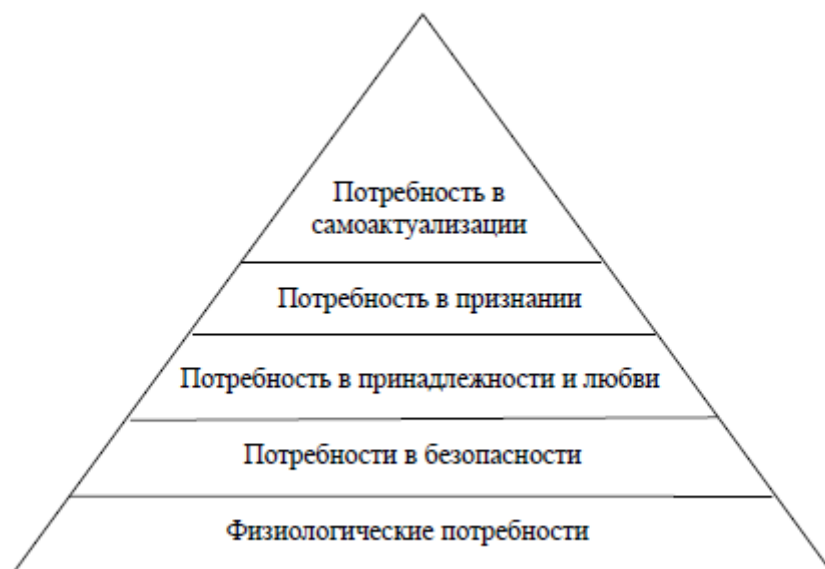 Потребность в
самоактуализации
Потребность в признании
Потребность в принадлежности и любви
Потребности в безопасности
Физиологические потребности